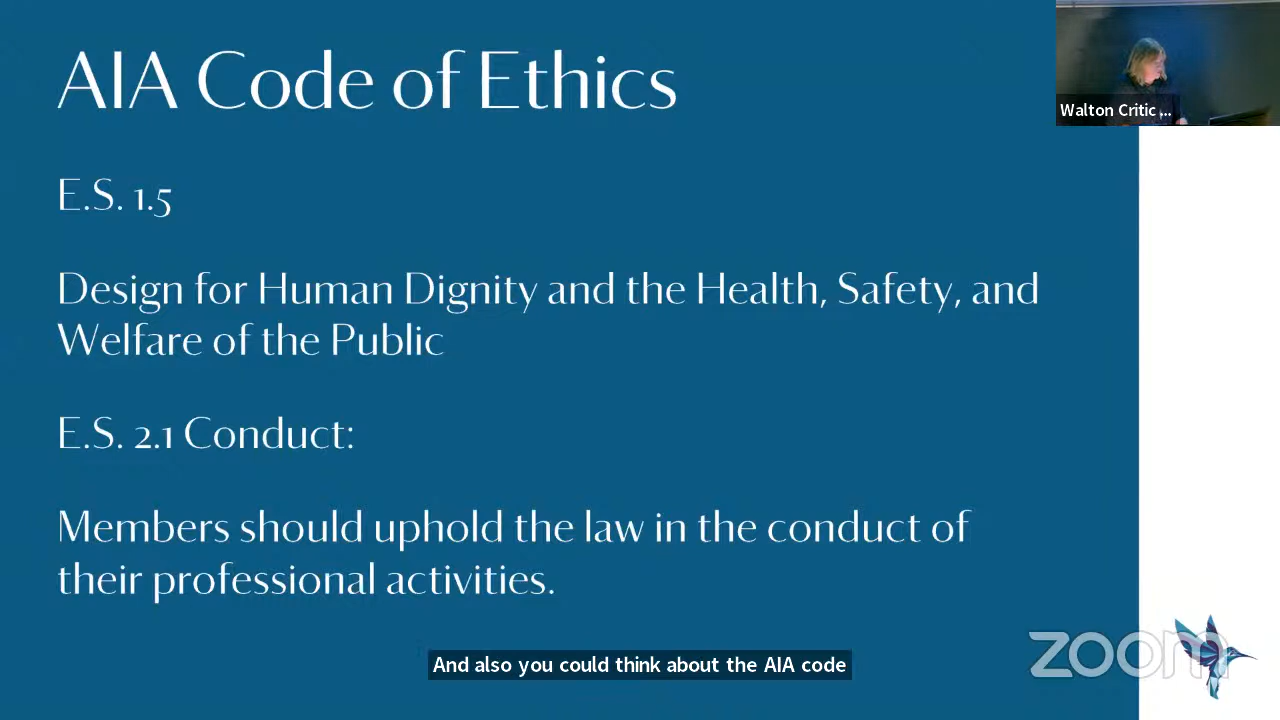 AIA Code of Ethics
Walton Critic ...
E.S. 1.5
Design for Human Dignity and the Health, Safety, and
Welfare of the Public
E.S. 2.1 Conduct:
Members should uphold the law in the conduct of
their professional activities.
And also you could think about the AIA code
zoom